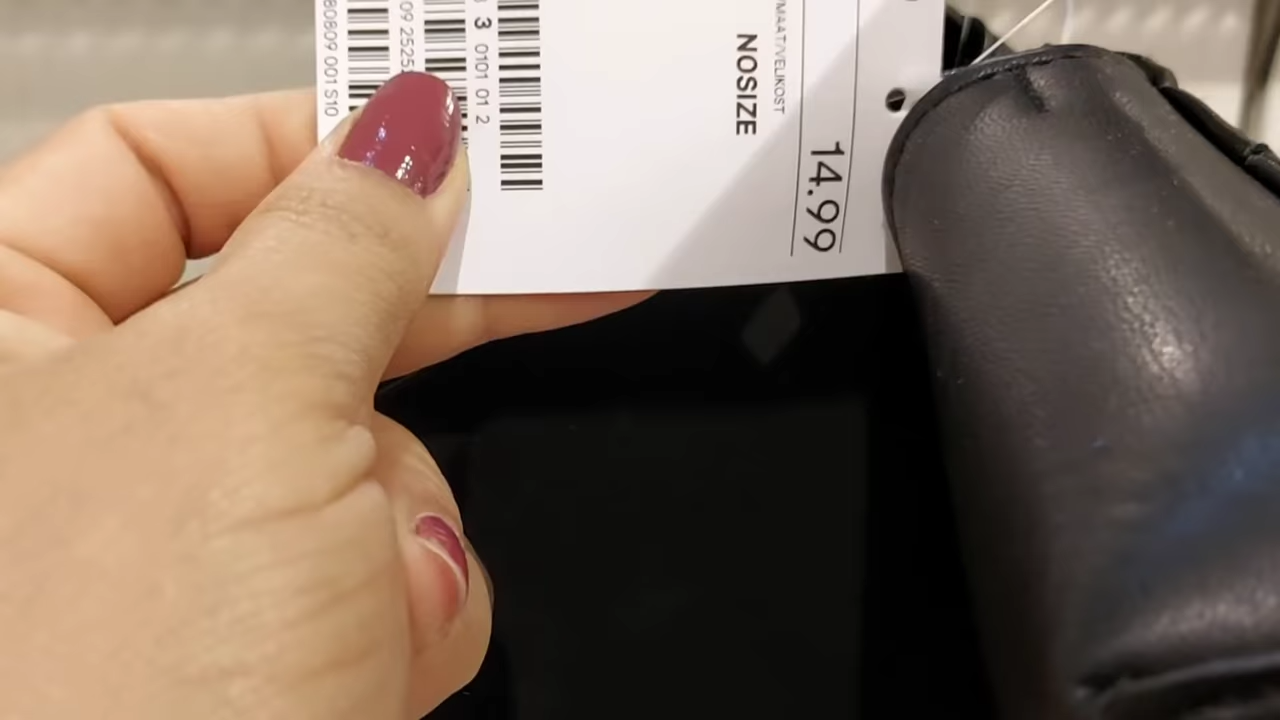 /MAAT/VELIKOST
NOSIZE
14.99
3 0101 01 2
09 2525
80809 001 S10